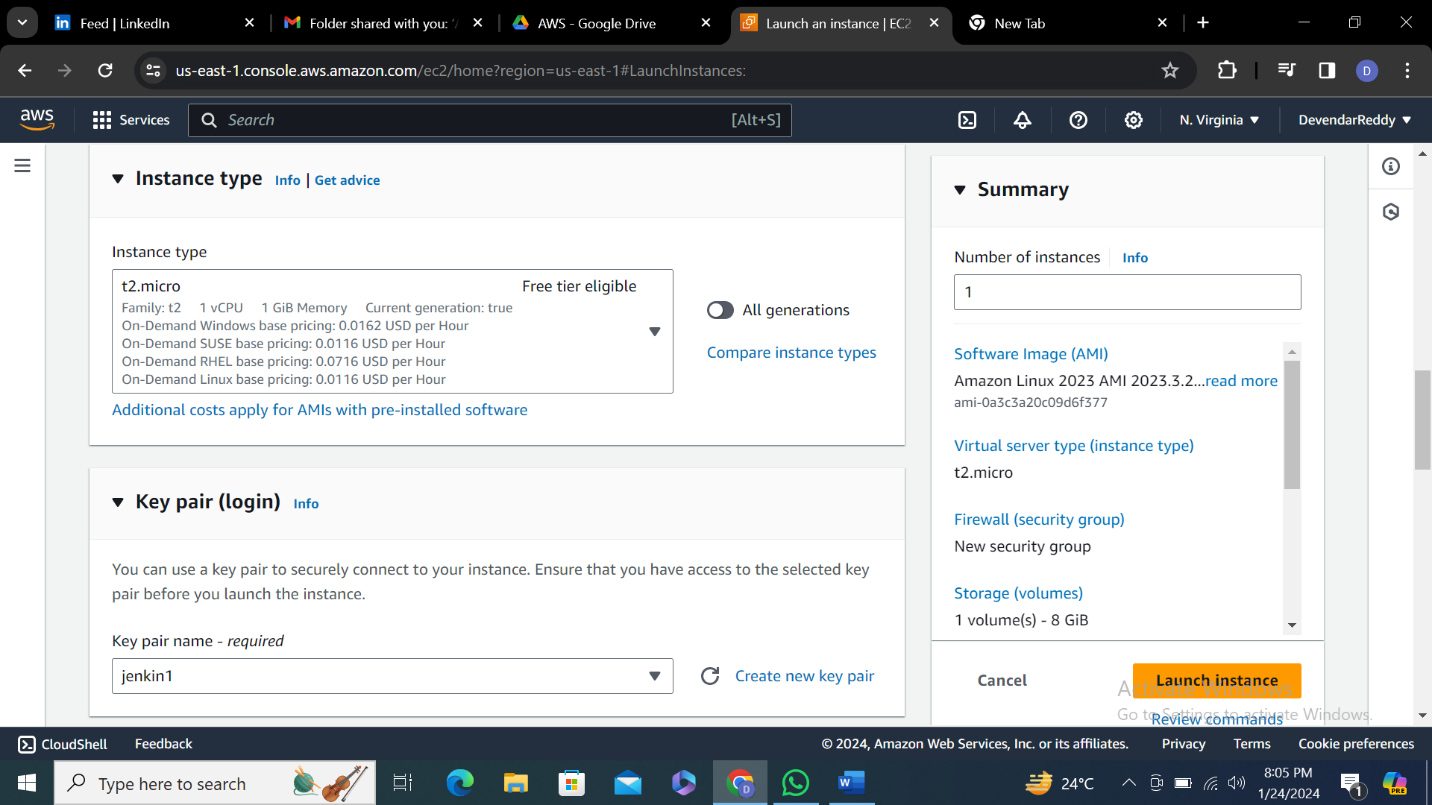 Feed | LinkedIn
Folder shared with you: 'A
AWS - Google Drive
Launch an instance | EC2
New Tab
us-east-1.console.aws.amazon.com/ec2/home?region=us-east-1#LaunchInstances:
D
aws
Services
Search
[Alt+S]
N. Virginia
DevendarReddy
Instance type
Info | Get advice
Instance type
t2.micro
Free tier eligible
Family: t2 1 vCPU 1 GiB Memory Current generation: true
On-Demand Windows base pricing: 0.0162 USD per Hour
On-Demand SUSE base pricing: 0.0116 USD per Hour
On-Demand RHEL base pricing: 0.0716 USD per Hour
On-Demand Linux base pricing: 0.0116 USD per Hour
All generations
Compare instance types
Additional costs apply for AMIs with pre-installed software
Key pair (login)
Info
You can use a key pair to securely connect to your instance. Ensure that you have access to the selected key
pair before you launch the instance.
Key pair name - required
jenkin1
Create new key pair
Summary
Number of instances
Info
1
Software Image (AMI)
Amazon Linux 2023 AMI 2023.3.2...read more
ami-0a3c3a20c09d6f377
Virtual server type (instance type)
t2.micro
Firewall (security group)
New security group
Storage (volumes)
1 volume(s) - 8 GiB
Cancel
Launch instance
Review commands
Activate Windows
Go to Settings to activate Windows.
CloudShell
Feedback
© 2024, Amazon Web Services, Inc. or its affiliates.
Privacy
Terms
Cookie preferences
Type here to search
24°C
8:05 PM
1/24/2024
1
PRE